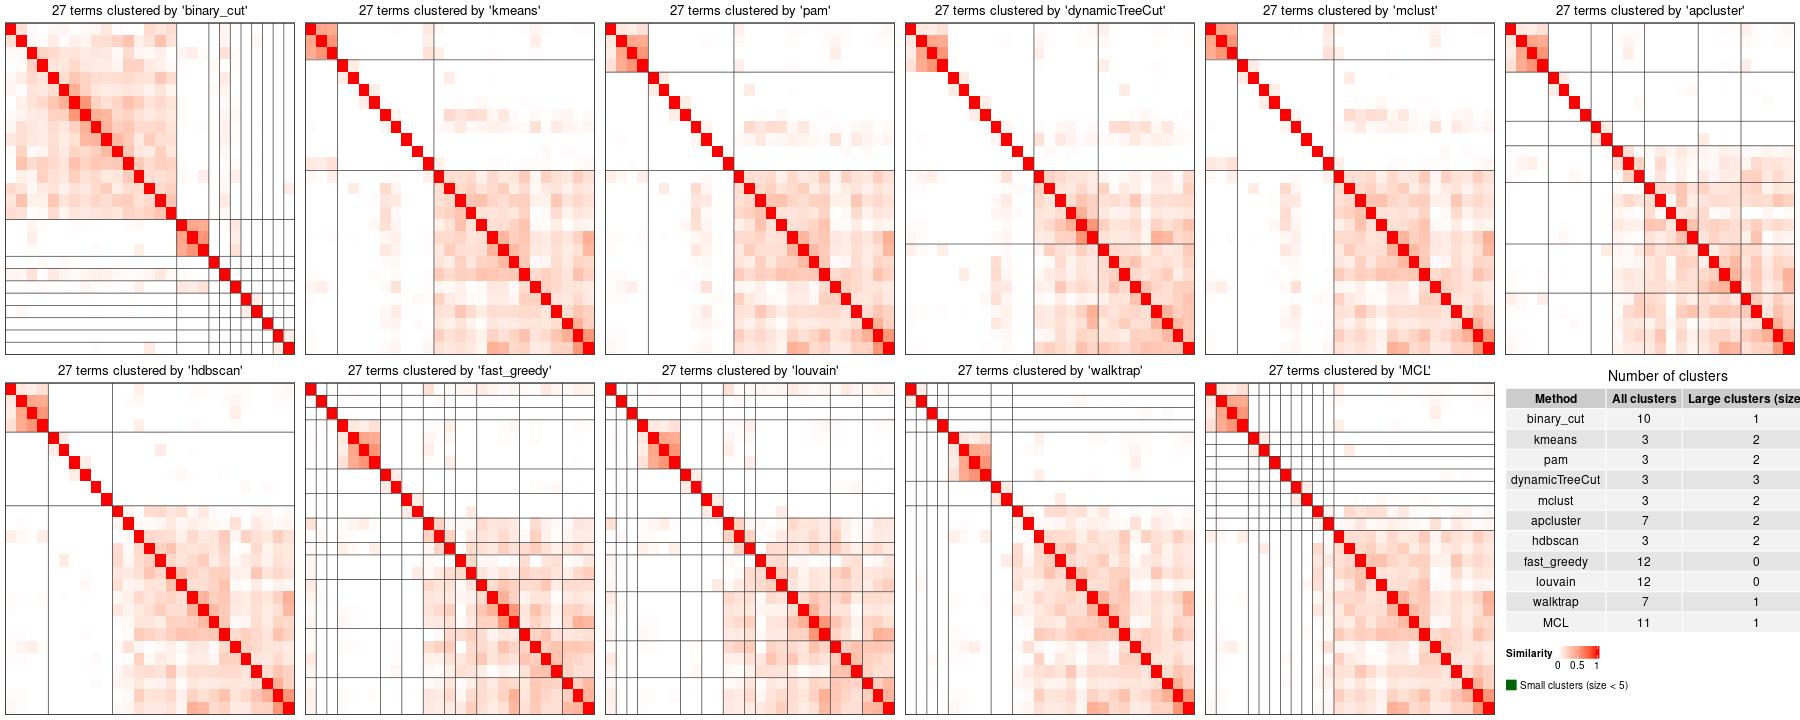 27 terms clustered by 'binary_cut'
27 terms clustered by 'kmeans'
27 terms clustered by 'pam'
27 terms clustered by 'dynamicTreeCut'
27 terms clustered by 'mclust'
27 terms clustered by 'apcluster'
27 terms clustered by 'hdbscan'
27 terms clustered by 'fast_greedy'
27 terms clustered by 'louvain'
27 terms clustered by 'walktrap'
27 terms clustered by 'MCL'
Number of clusters
Method All clusters Large clusters (size
binary_cut 10 1
kmeans 3 2
pam 3 2
dynamicTreeCut 3 3
mclust 3 2
apcluster 7 2
hdbscan 3 2
fast_greedy 12 0
louvain 12 0
walktrap 7 1
MCL 11 1
Similarity
0 0.5 1
Small clusters (size < 5)